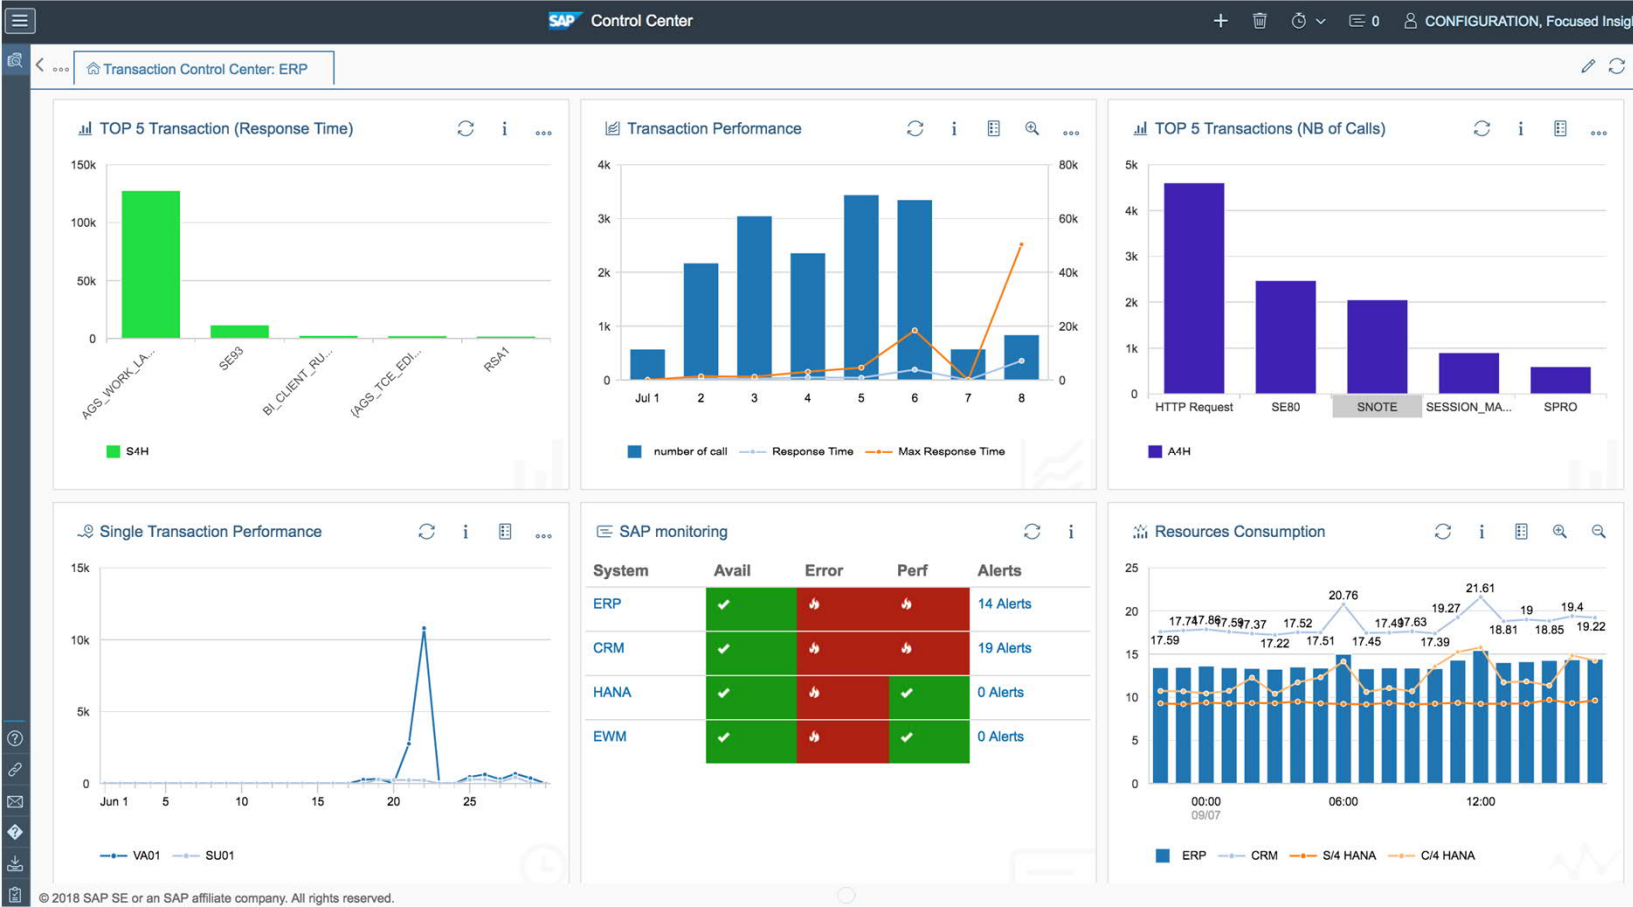 SAP Control Center
0
CONFIGURATION, Focused Insigh
Transaction Control Center: ERP
TOP 5 Transaction (Response Time)
150k
100k
50k
0
AGS_WORK_LA...
SE93
BI_CLIENT_RU...
(AGS_TCE_EDI...
RSA1
S4H
Transaction Performance
4k
80k
3k
60k
2k
40k
1k
20k
0
0
Jul 1 2 3 4 5 6 7 8
number of call Response Time Max Response Time
TOP 5 Transactions (NB of Calls)
5k
4k
3k
2k
1k
0
HTTP Request SE80 SNOTE SESSION_MA... SPRO
A4H
Single Transaction Performance
15k
10k
5k
0
Jun 1 5 10 15 20 25
VA01 SU01
SAP monitoring
System Avail Error Perf Alerts
ERP 14 Alerts
CRM 19 Alerts
HANA 0 Alerts
EWM 0 Alerts
Resources Consumption
25
20
15
10
5
0
17.59 17.74 17.86 17.59 17.37 17.22 17.52 17.51 20.76 17.45 17.49 17.63 17.39 19.27 21.61 18.81 19 18.85 19.4 19.22
00:00 06:00 12:00
09/07
ERP CRM S/4 HANA C/4 HANA
© 2018 SAP SE or an SAP affiliate company. All rights reserved.